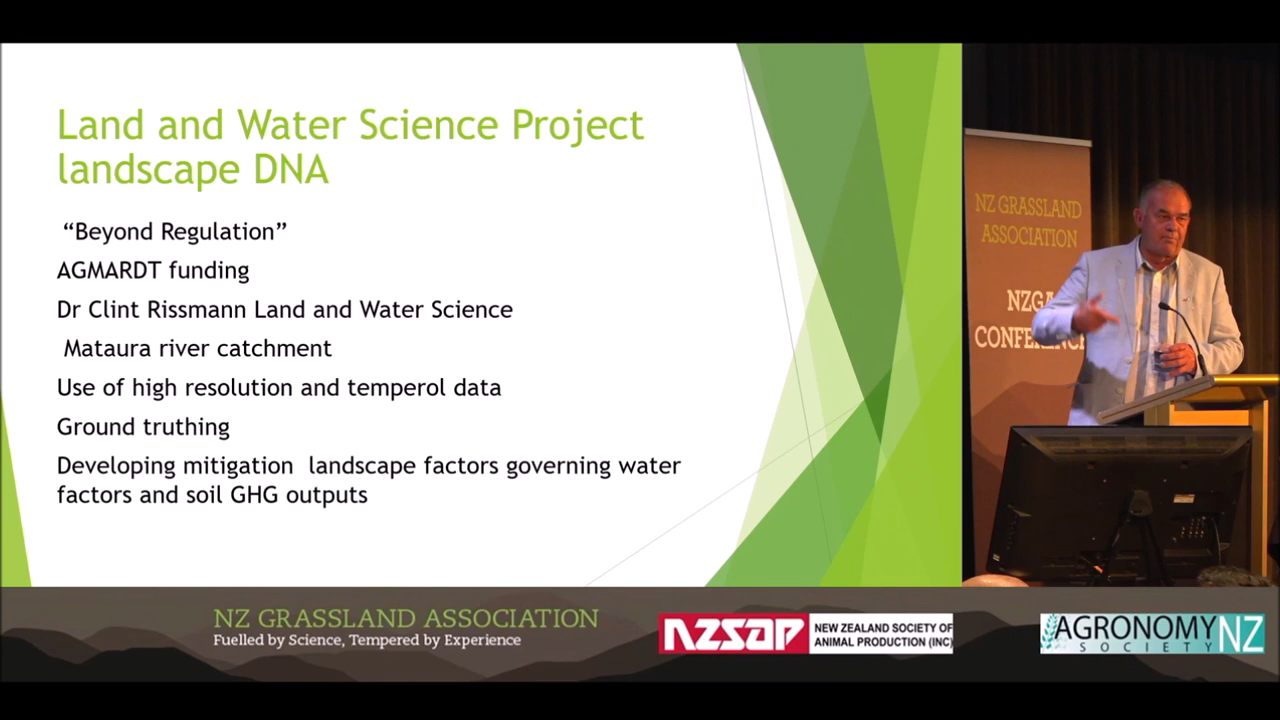 Land and Water Science Project
landscape DNA
“Beyond Regulation”
AGMARDT funding
Dr Clint Rissmann Land and Water Science
Mataura river catchment
Use of high resolution and temperol data
Ground truthing
Developing mitigation  landscape factors governing water
factors and soil GHG outputs
NZ GRASSLAND
ASSOCIATION
NZGA
NZ GRASSLAND ASSOCIATION
Fuelled by Science, Tempered by Experience
NZSAP
NEW ZEALAND SOCIETY OF
ANIMAL PRODUCTION (INC)
AGRONOMY NZ
SOCIETY